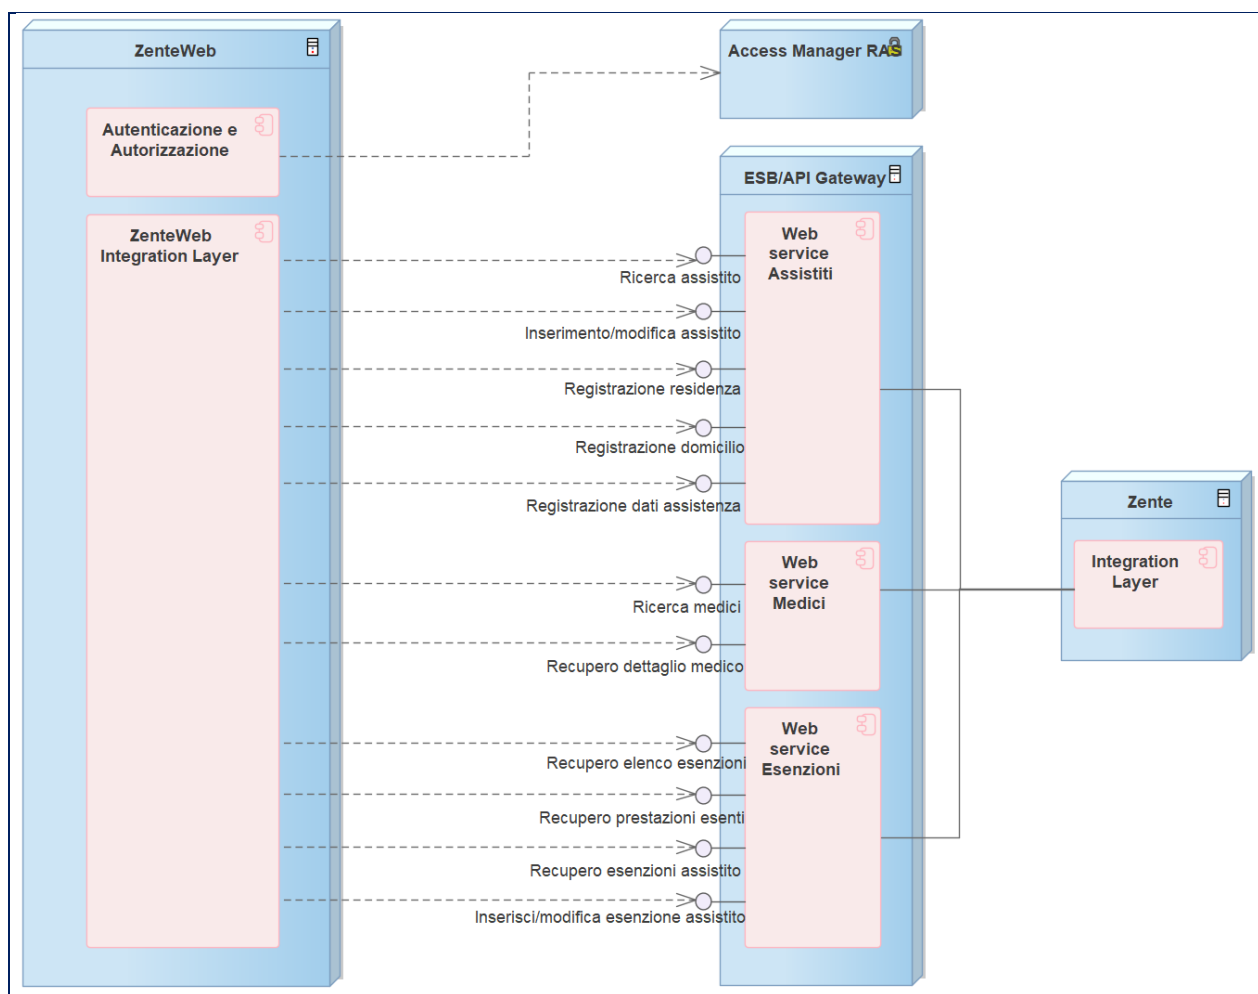 ZenteWeb
Autenticazione e
Autorizzazione
ZenteWeb
Integration Layer
Access Manager RAS
ESB/API Gateway
Web
service
Assistiti
Ricerca assistito
Inserimento/modifica assistito
Registrazione residenza
Registrazione domicilio
Registrazione dati assistenza
Web
service
Medici
Ricerca medici
Recupero dettaglio medico
Web
service
Esenzioni
Recupero elenco esenzioni
Recupero prestazioni esenti
Recupero esenzioni assistito
Inserisci/modifica esenzione assistito
Zente
Integration
Layer